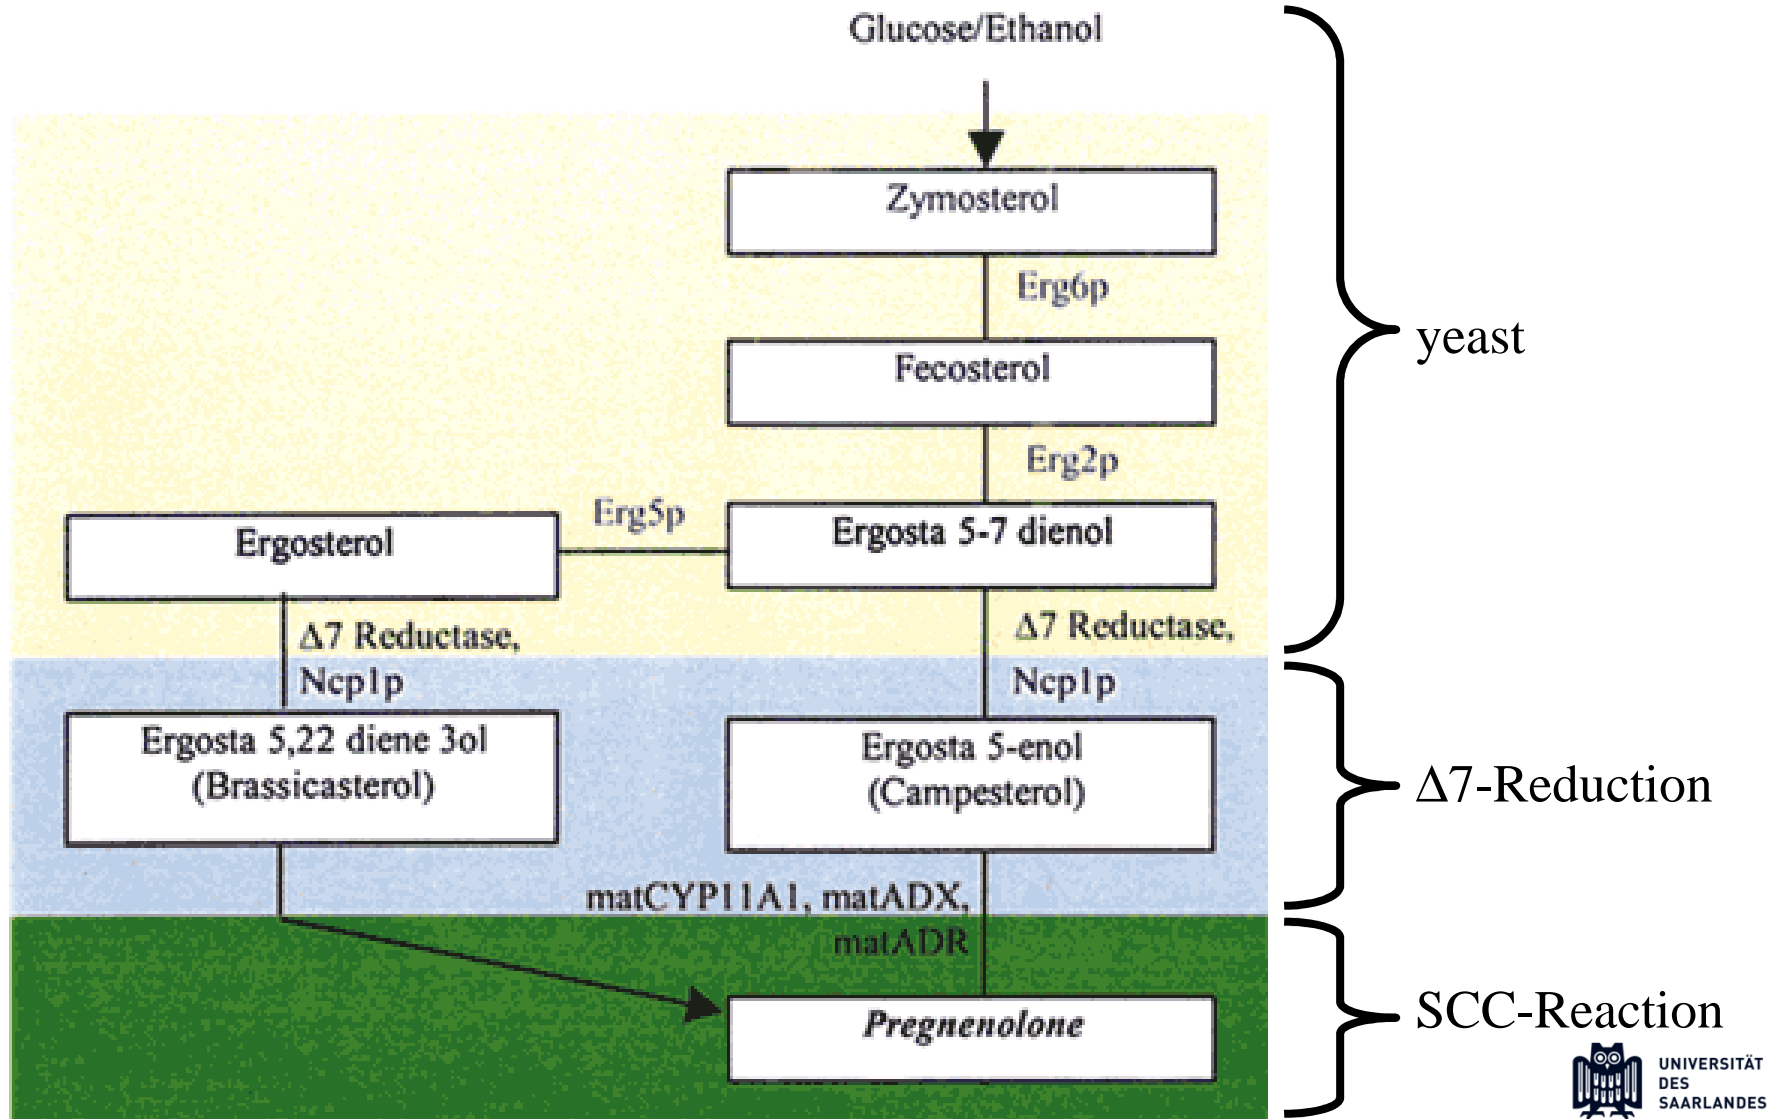 Glucose/Ethanol
Zymosterol
Erg6p
yeast
Fecosterol
Erg2p
Erg5p
Ergosterol
Ergosta 5-7 dienol
Δ7 Reductase,
Ncp1p
Δ7 Reductase,
Ncp1p
Ergosta 5,22 diene 3ol
(Brassicasterol)
Ergosta 5-enol
(Campesterol)
Δ7-Reduction
matCYP11A1, matADX,
matADR
Pregnenolone
SCC-Reaction
UNIVERSITÄT
DES
SAARLANDES